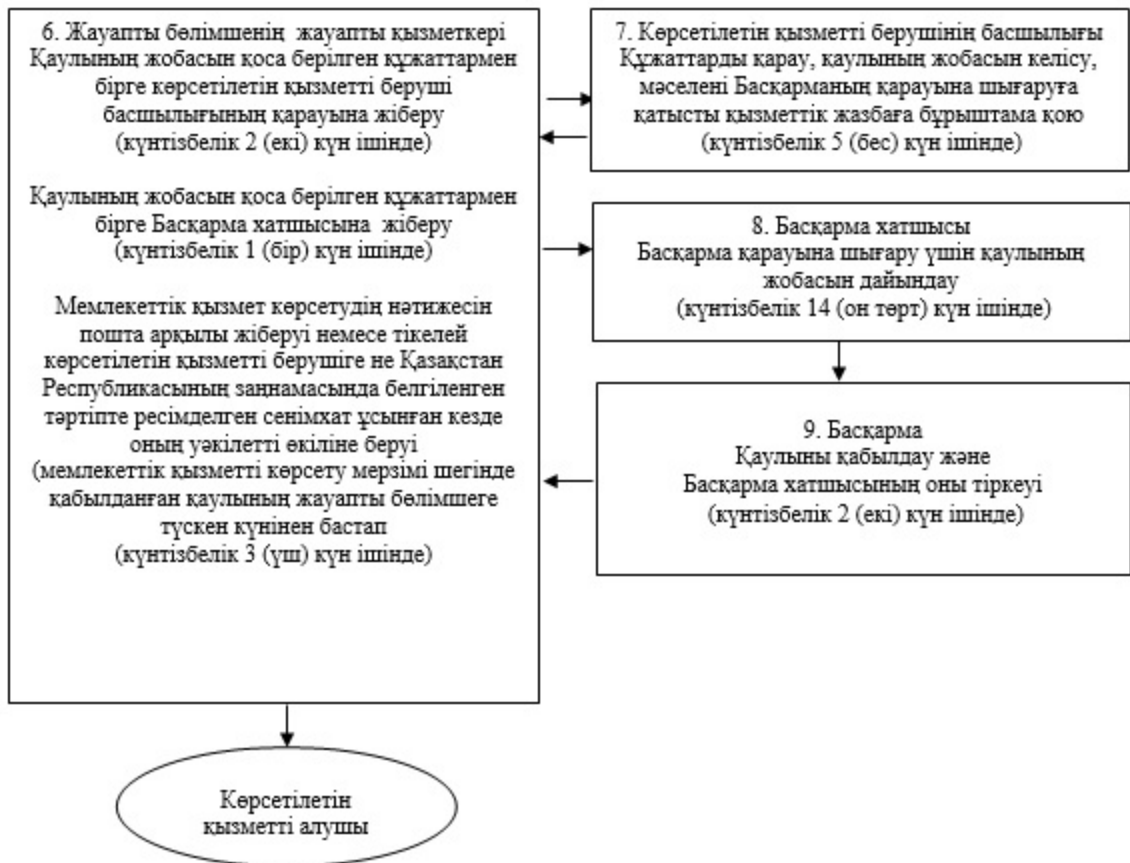 6. Жауапты бөлімшенің жауапты қызметкері
Қаулының жобасын қоса берілген құжаттармен
бірге көрсетілетін қызметті беруші
басшылығының қарауына жіберу
(күнтізбелік 2 (екі) күн ішінде)
Қаулының жобасын қоса берілген құжаттармен
бірге Басқарма хатшысына жіберу
(күнтізбелік 1 (бір) күн ішінде)
Мемлекеттік қызмет көрсетудің нәтижесін
пошта арқылы жіберуі немесе тікелей
көрсетілетін қызметті берушіге не Қазақстан
Республикасының заңнамасында белгіленген
тәртіпте ресімделген сенімхат ұсынған кезде
оның уәкілетті өкіліне беруі
(мемлекеттік қызметті көрсету мерзімі шегінде
қабылданған қаулының жауапты бөлімшеге
түскен күнінен бастап
(күнтізбелік 3 (үш) күн ішінде)
7. Көрсетілетін қызметті берушінің басшылығы
Құжаттарды қарау, қаулының жобасын келісу,
мәселені Басқарманың қарауына шығаруға
қатысты қызметтік жазбаға бұрыштама қою
(күнтізбелік 5 (бес) күн ішінде)
8. Басқарма хатшысы
Басқарма қарауына шығару үшін қаулының
жобасын дайындау
(күнтізбелік 14 (он төрт) күн ішінде)
9. Басқарма
Қаулыны қабылдау және
Басқарма хатшысының оны тіркеуі
(күнтізбелік 2 (екі) күн ішінде)
Көрсетілетін
қызметті алушы